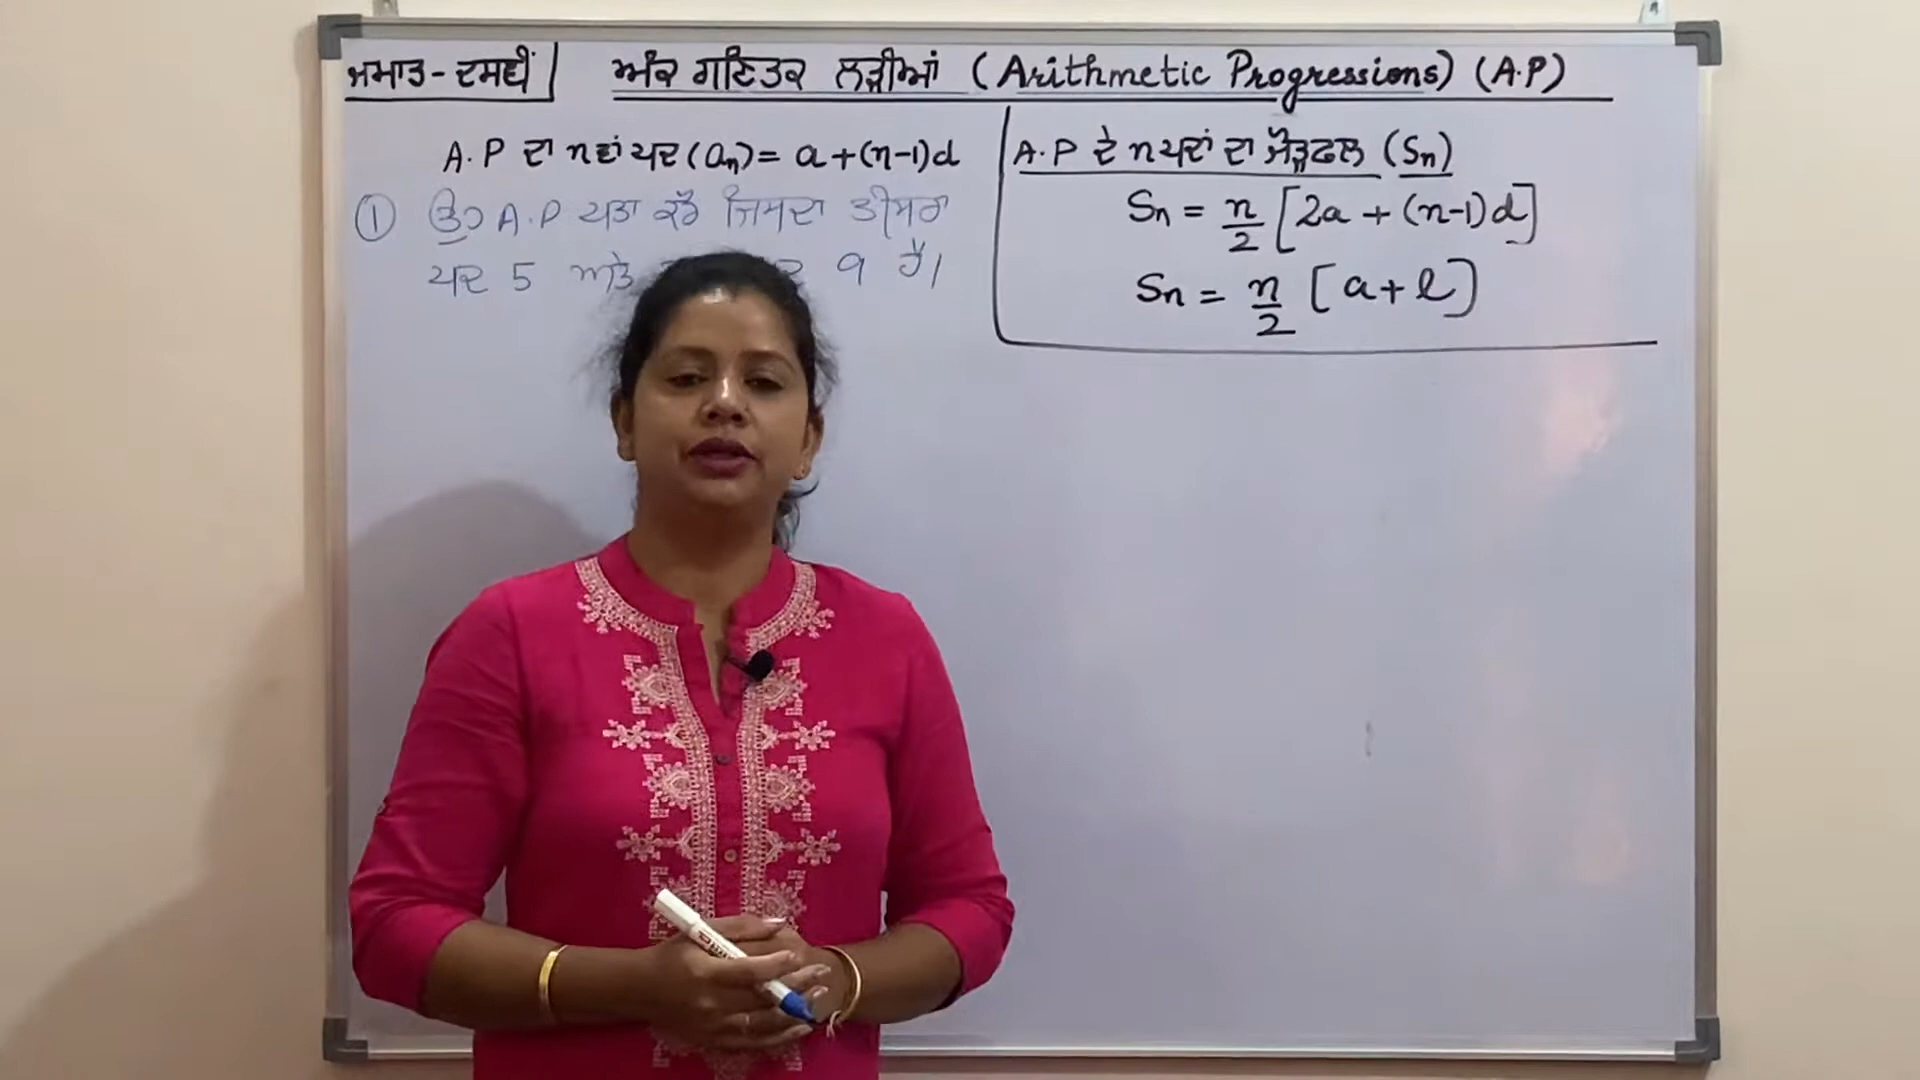 ਜਮਾਤ-ਦਸਵੀਂ
ਅੰਕ ਗਣਿਤਕ ਲੜੀਆਂ (Arithmetic Progressions) (A.P)
A.P ਦਾ nਵਾਂ ਪਦ (an) = a+(n-1)d
① ਉਹ A.P ਪਤਾ ਕਰੋ ਜਿਸਦਾ ਤੀਸਰਾ
ਪਦ 5 ਅਤੇ 9 ਹੈ।
A.P ਦੇ n ਪਦਾਂ ਦਾ ਜੋੜਫਲ (Sn)
Sn = n/2 [2a + (n-1)d]
Sn = n/2 [a+l]